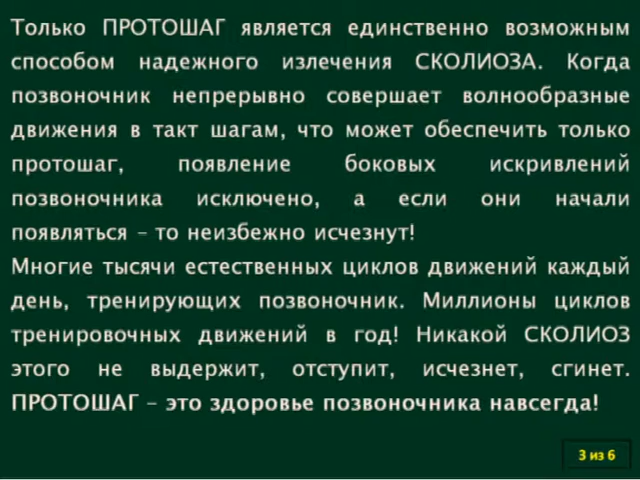 Только ПРОТОШАГ является единственно возможным
способом надежного излечения СКОЛИОЗА. Когда
позвоночник непрерывно совершает волнообразные
движения в такт шагам, что может обеспечить только
протошаг, появление боковых искривлений
позвоночника исключено, а если они начали
появляться – то неизбежно исчезнут!
Многие тысячи естественных циклов движений каждый
день, тренирующих позвоночник. Миллионы циклов
тренировочных движений в год! Никакой СКОЛИОЗ
этого не выдержит, отступит, исчезнет, сгинет.
ПРОТОШАГ – это здоровье позвоночника навсегда!
3 из 6